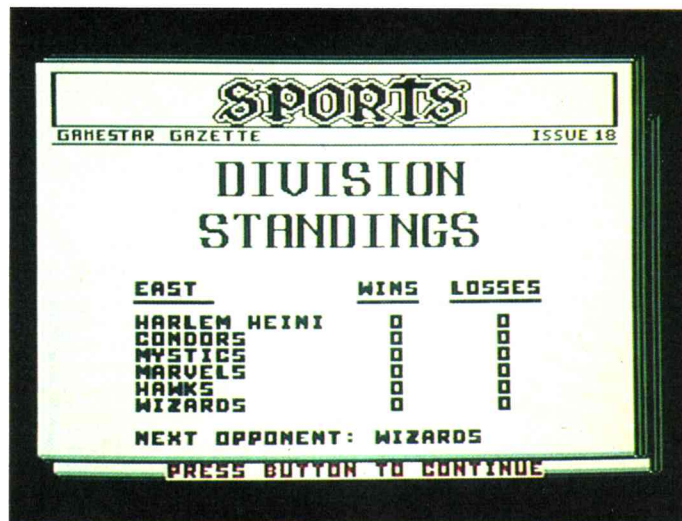 SPORTS
GAMESTAR GAZETTE ISSUE 18
DIVISION
STANDINGS
EAST WINS LOSSES
HARLEM HEINI 0 0
CONDORS 0 0
MYSTICS 0 0
MARVELS 0 0
HAWKS 0 0
WIZARDS 0 0
NEXT OPPONENT: WIZARDS
PRESS BUTTON TO CONTINUE